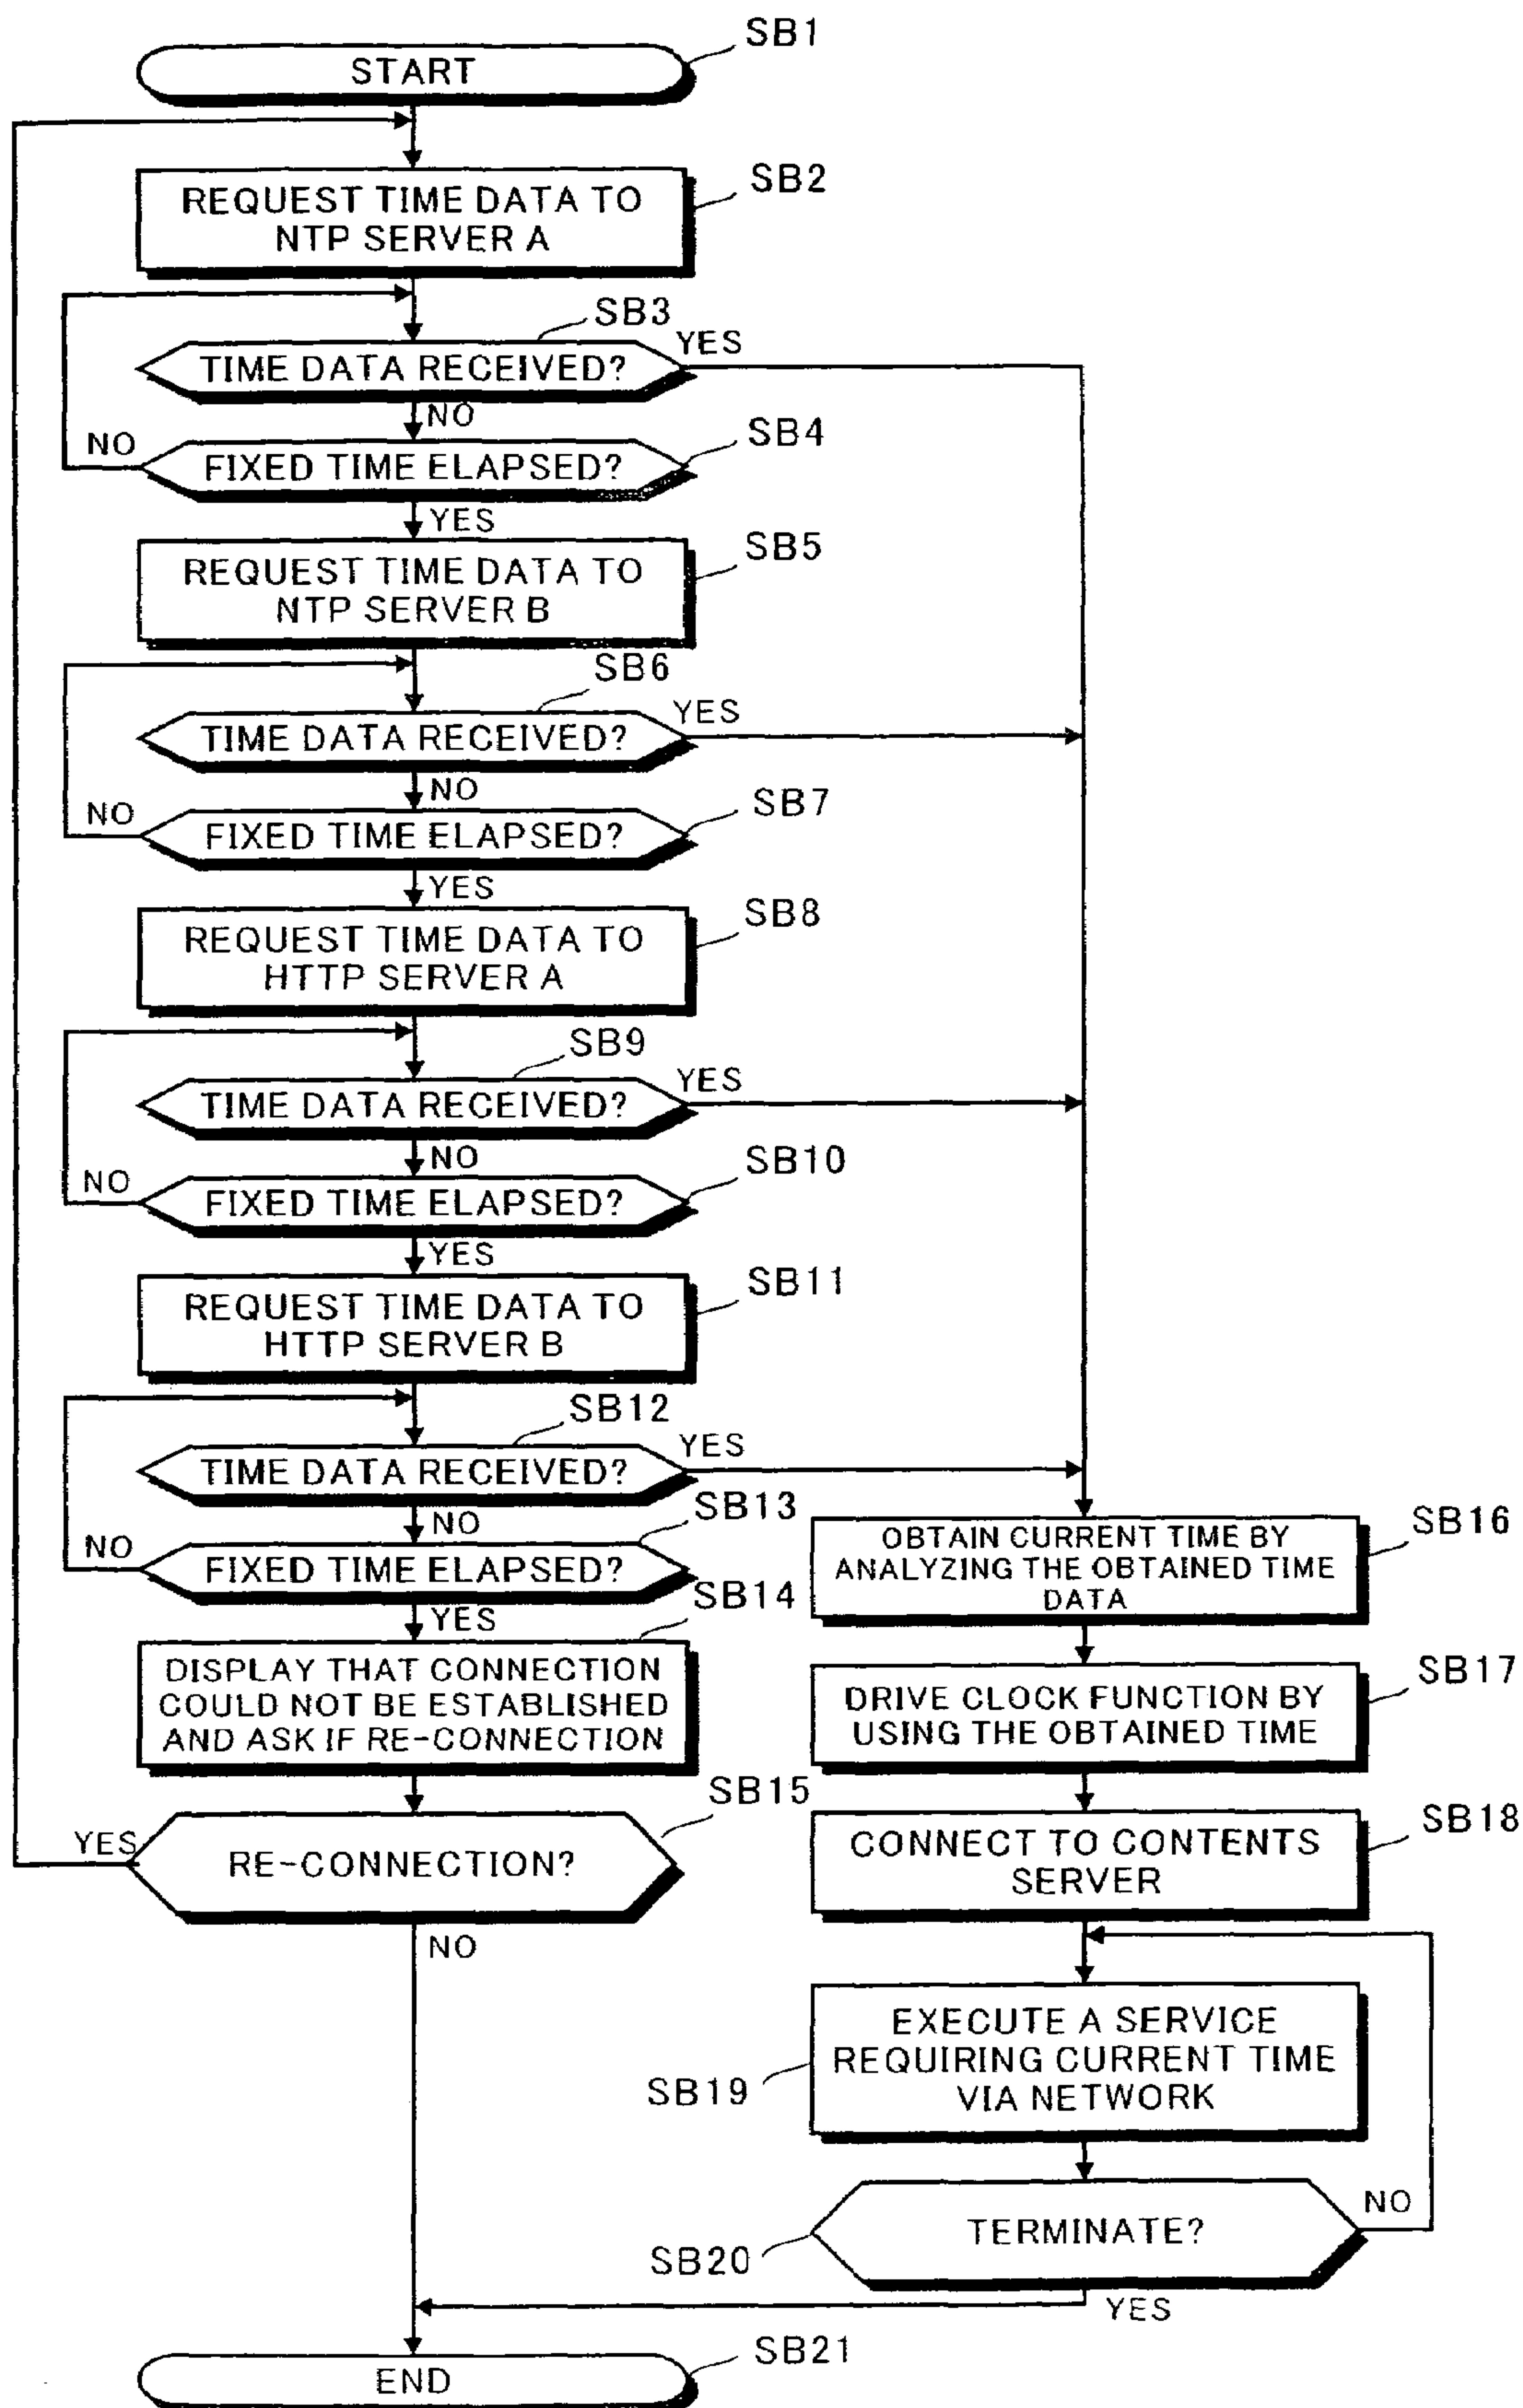 SB1
START
SB2
REQUEST TIME DATA TO
NTP SERVER A
SB3
TIME DATA RECEIVED?
YES
NO
SB4
FIXED TIME ELAPSED?
NO
YES
SB5
REQUEST TIME DATA TO
NTP SERVER B
SB6
TIME DATA RECEIVED?
YES
NO
SB7
FIXED TIME ELAPSED?
NO
YES
SB8
REQUEST TIME DATA TO
HTTP SERVER A
SB9
TIME DATA RECEIVED?
YES
NO
SB10
FIXED TIME ELAPSED?
NO
YES
SB11
REQUEST TIME DATA TO
HTTP SERVER B
SB12
TIME DATA RECEIVED?
YES
NO
SB13
FIXED TIME ELAPSED?
NO
YES
SB14
DISPLAY THAT CONNECTION
COULD NOT BE ESTABLISHED
AND ASK IF RE-CONNECTION
SB15
RE-CONNECTION?
YES
NO
SB16
OBTAIN CURRENT TIME BY
ANALYZING THE OBTAINED TIME
DATA
SB17
DRIVE CLOCK FUNCTION BY
USING THE OBTAINED TIME
SB18
CONNECT TO CONTENTS
SERVER
SB19
EXECUTE A SERVICE
REQUIRING CURRENT TIME
VIA NETWORK
SB20
TERMINATE?
NO
YES
SB21
END